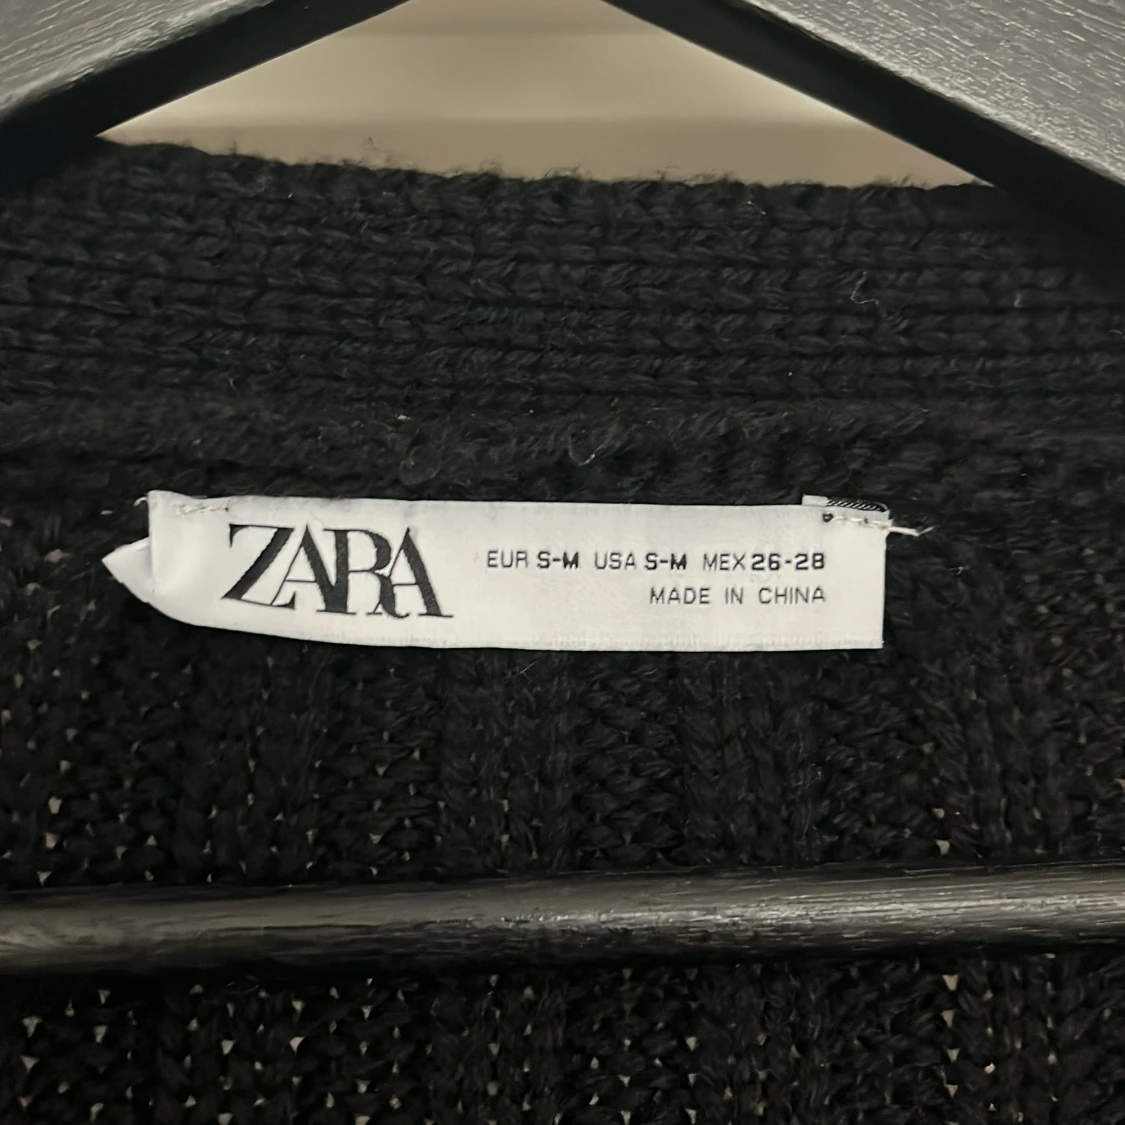 ZARA
EUR S-M USA S-M MEX 26-28
MADE IN CHINA